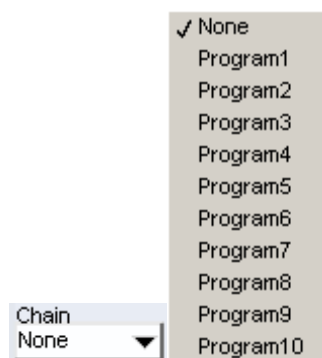 ✓ None
Program1
Program2
Program3
Program4
Program5
Program6
Program7
Program8
Program9
Program10
Chain
None